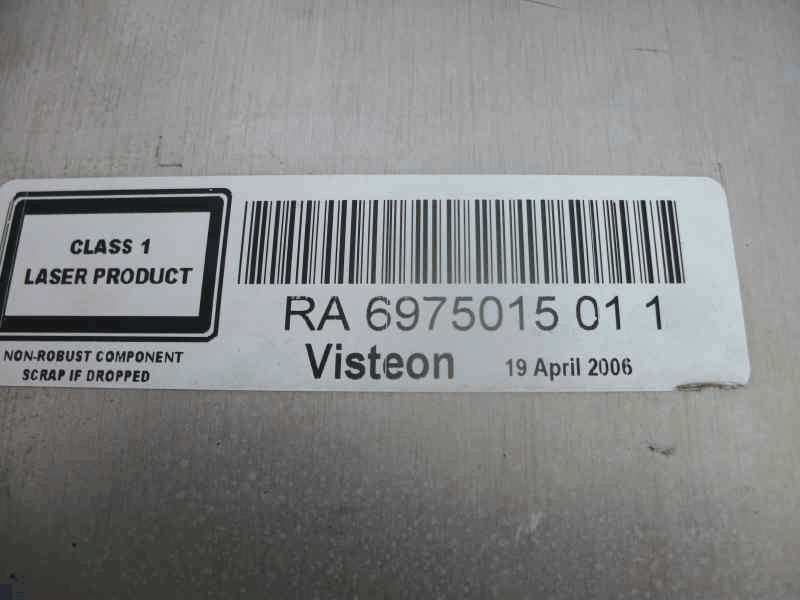 CLASS 1
LASER PRODUCT
NON-ROBUST COMPONENT
SCRAP IF DROPPED
RA 6975015 01 1
Visteon
19 April 2006